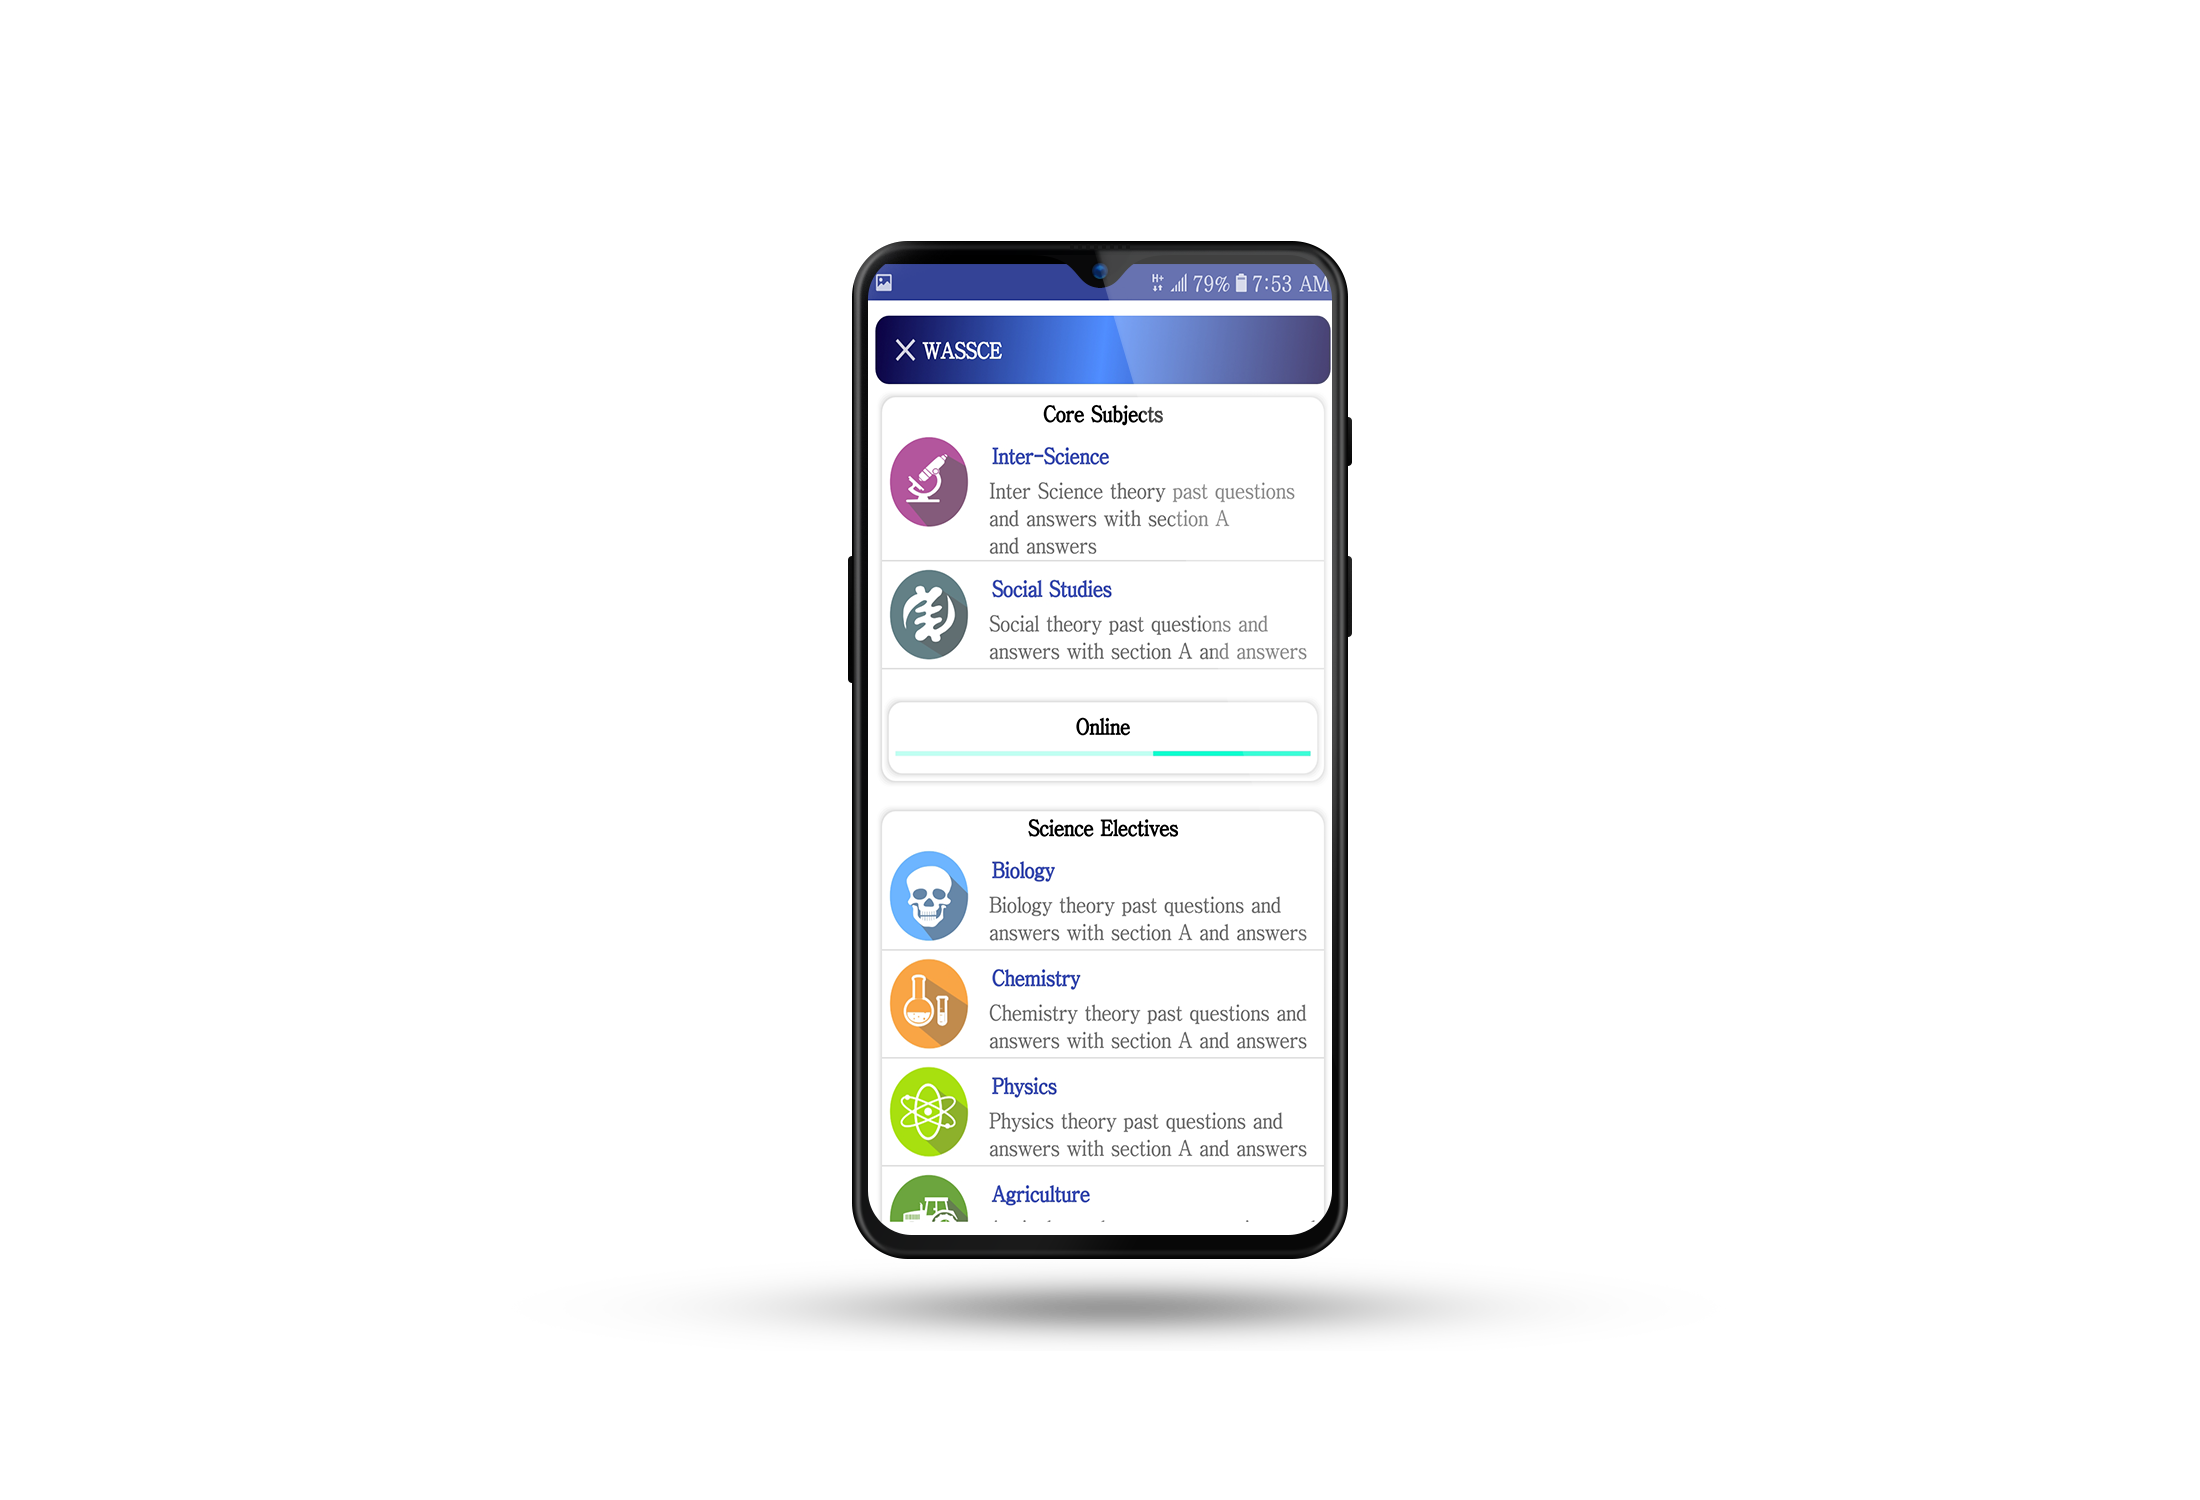 H+ 79% 7:53 AM
WASSCE
Core Subjects
Inter-Science
Inter Science theory past questions
and answers with section A
and answers
Social Studies
Social theory past questions and
answers with section A and answers
Online
Science Electives
Biology
Biology theory past questions and
answers with section A and answers
Chemistry
Chemistry theory past questions and
answers with section A and answers
Physics
Physics theory past questions and
answers with section A and answers
Agriculture